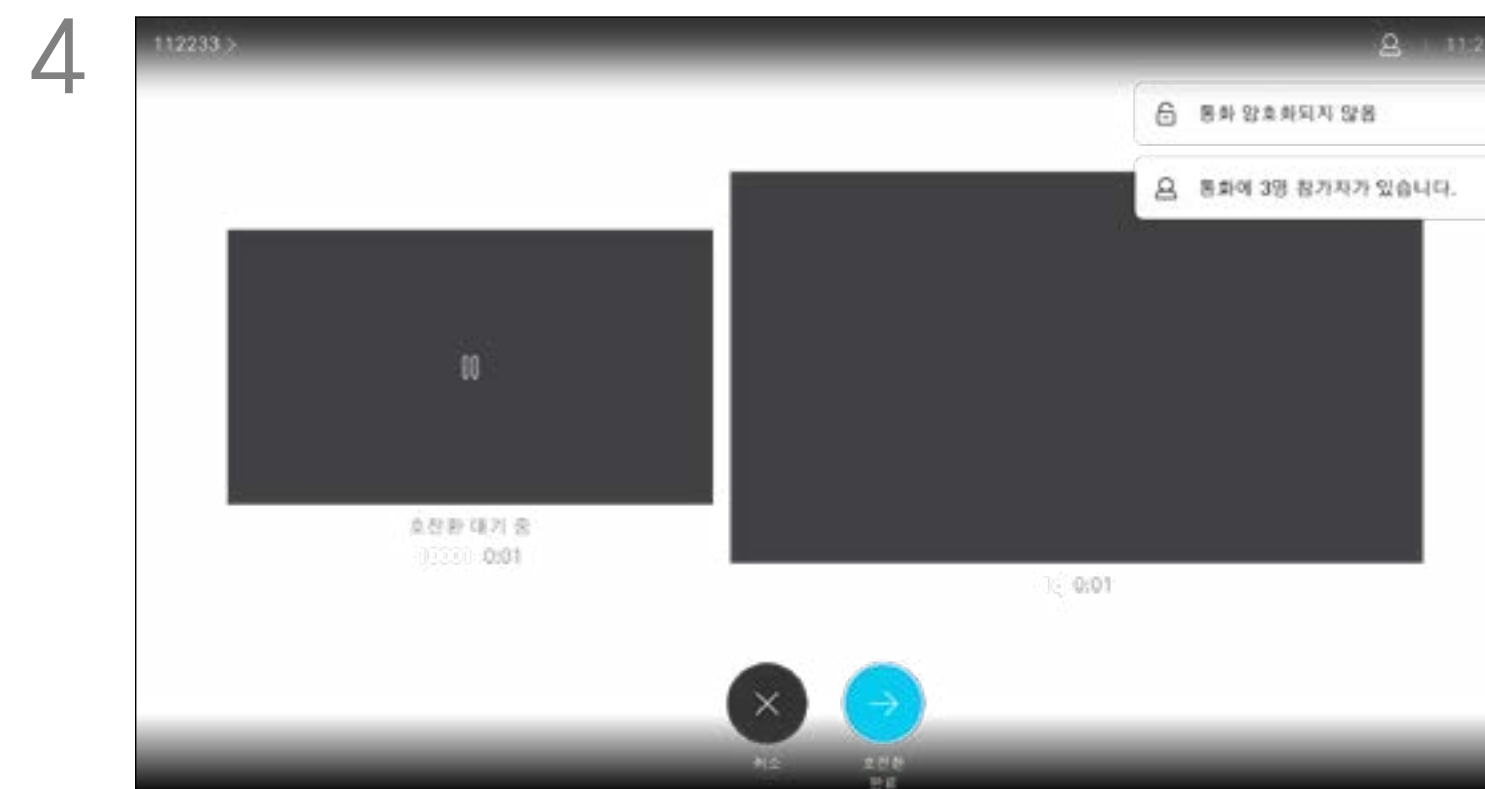 4
112233 >
11:2
통화 암호화되지 않음
통화에 3명 참가자가 있습니다.
호전환 대기 중
0:01
0:01
취소
호전환
완료